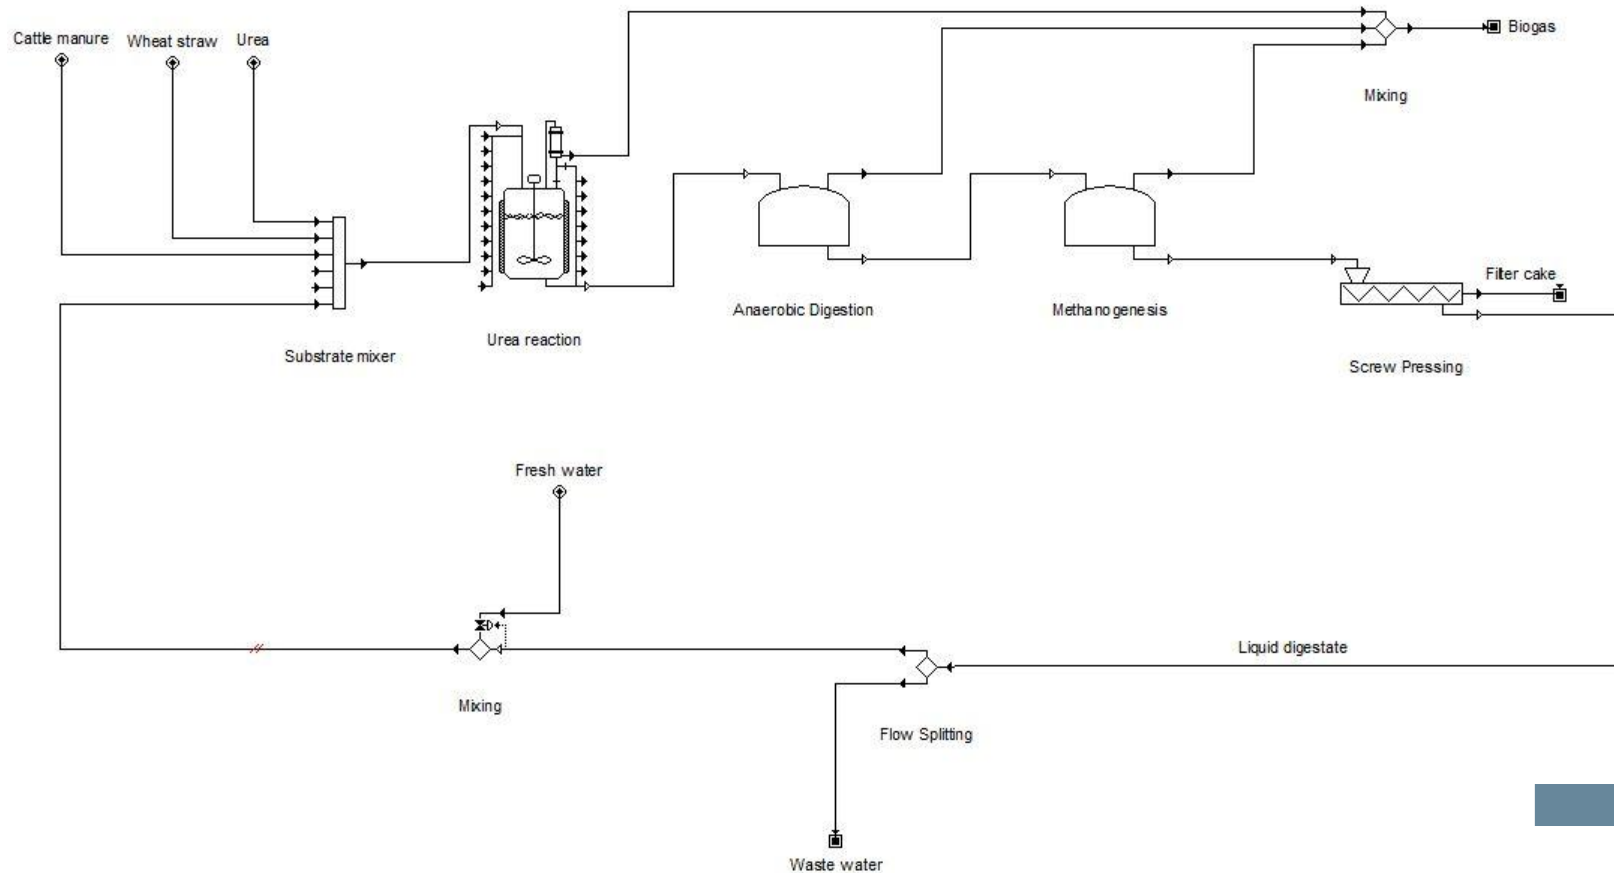 Cattle manure
Wheat straw
Urea
Biogas
Mixing
Filter cake
Anaerobic Digestion
Methanogenesis
Urea reaction
Substrate mixer
Screw Pressing
Fresh water
Liquid digestate
Mixing
Flow Splitting
Waste water